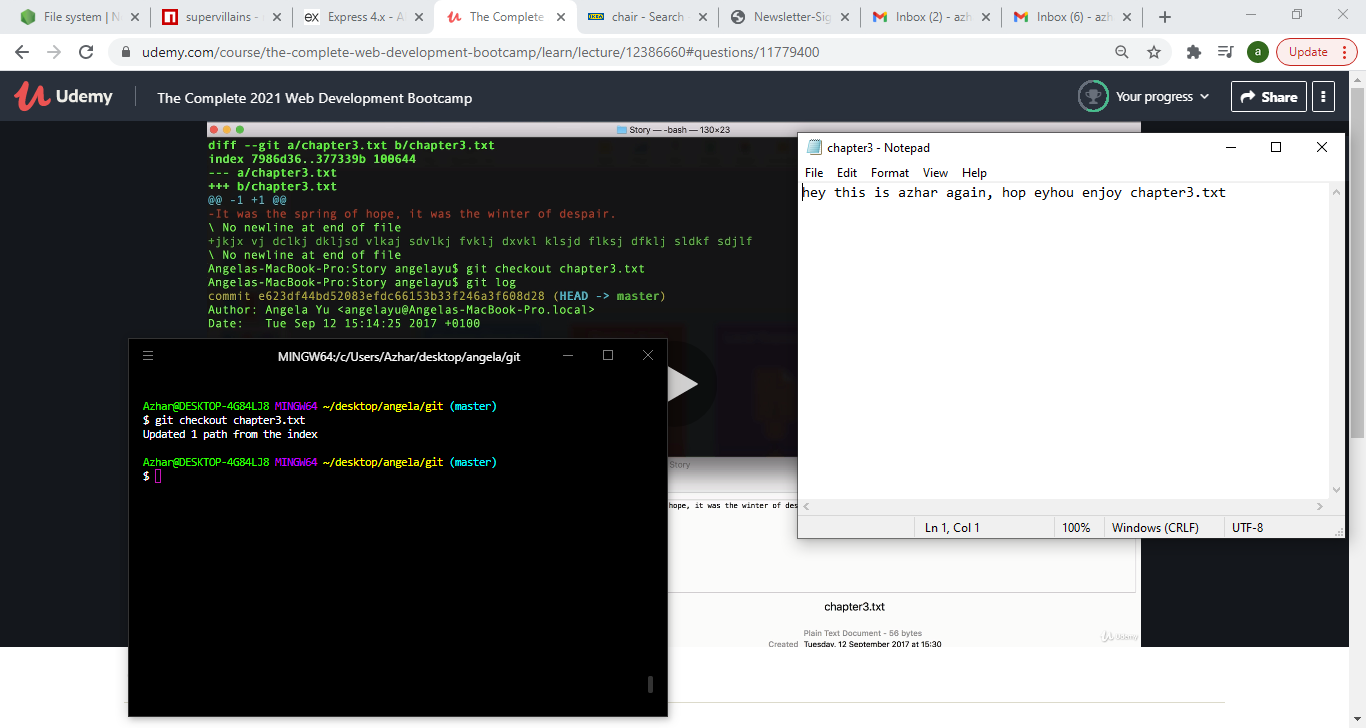 File system | N
supervillains -
Express 4.x - A
The Complete
chair - Search
Newsletter-Sig
Inbox (2) - azh
Inbox (6) - azh
udemy.com/course/the-complete-web-development-bootcamp/learn/lecture/12386660#questions/11779400
a
Update
Udemy
The Complete 2021 Web Development Bootcamp
Your progress
Share
Story — -bash — 130×23
diff --git a/chapter3.txt b/chapter3.txt
index 7986d36..377339b 100644
--- a/chapter3.txt
+++ b/chapter3.txt
@@ -1 +1 @@
-It was the spring of hope, it was the winter of despair.
\ No newline at end of file
+jkjx vj dclkj dkljsd vlkaj sdvlkj fvklj dxvkl klsjd flksj dfklj sldkf sdjlf
\ No newline at end of file
Angelas-MacBook-Pro:Story angelayu$ git checkout chapter3.txt
Angelas-MacBook-Pro:Story angelayu$ git log
commit e623df44bd52083efdc66153b33f246a3f608d28 (HEAD -> master)
Author: Angela Yu <angelayu@Angelas-MacBook-Pro.local>
Date:   Tue Sep 12 15:14:25 2017 +0100
chapter3 - Notepad
File Edit Format View Help
hey this is azhar again, hop eyhou enjoy chapter3.txt
Ln 1, Col 1
100%
Windows (CRLF)
UTF-8
MINGW64:/c/Users/Azhar/desktop/angela/git
Azhar@DESKTOP-4G84LJ8 MINGW64 ~/desktop/angela/git (master)
$ git checkout chapter3.txt
Updated 1 path from the index
Azhar@DESKTOP-4G84LJ8 MINGW64 ~/desktop/angela/git (master)
$
Story
hope, it was the winter of des
chapter3.txt
Plain Text Document - 56 bytes
Created Tuesday, 12 September 2017 at 15:30
Udemy